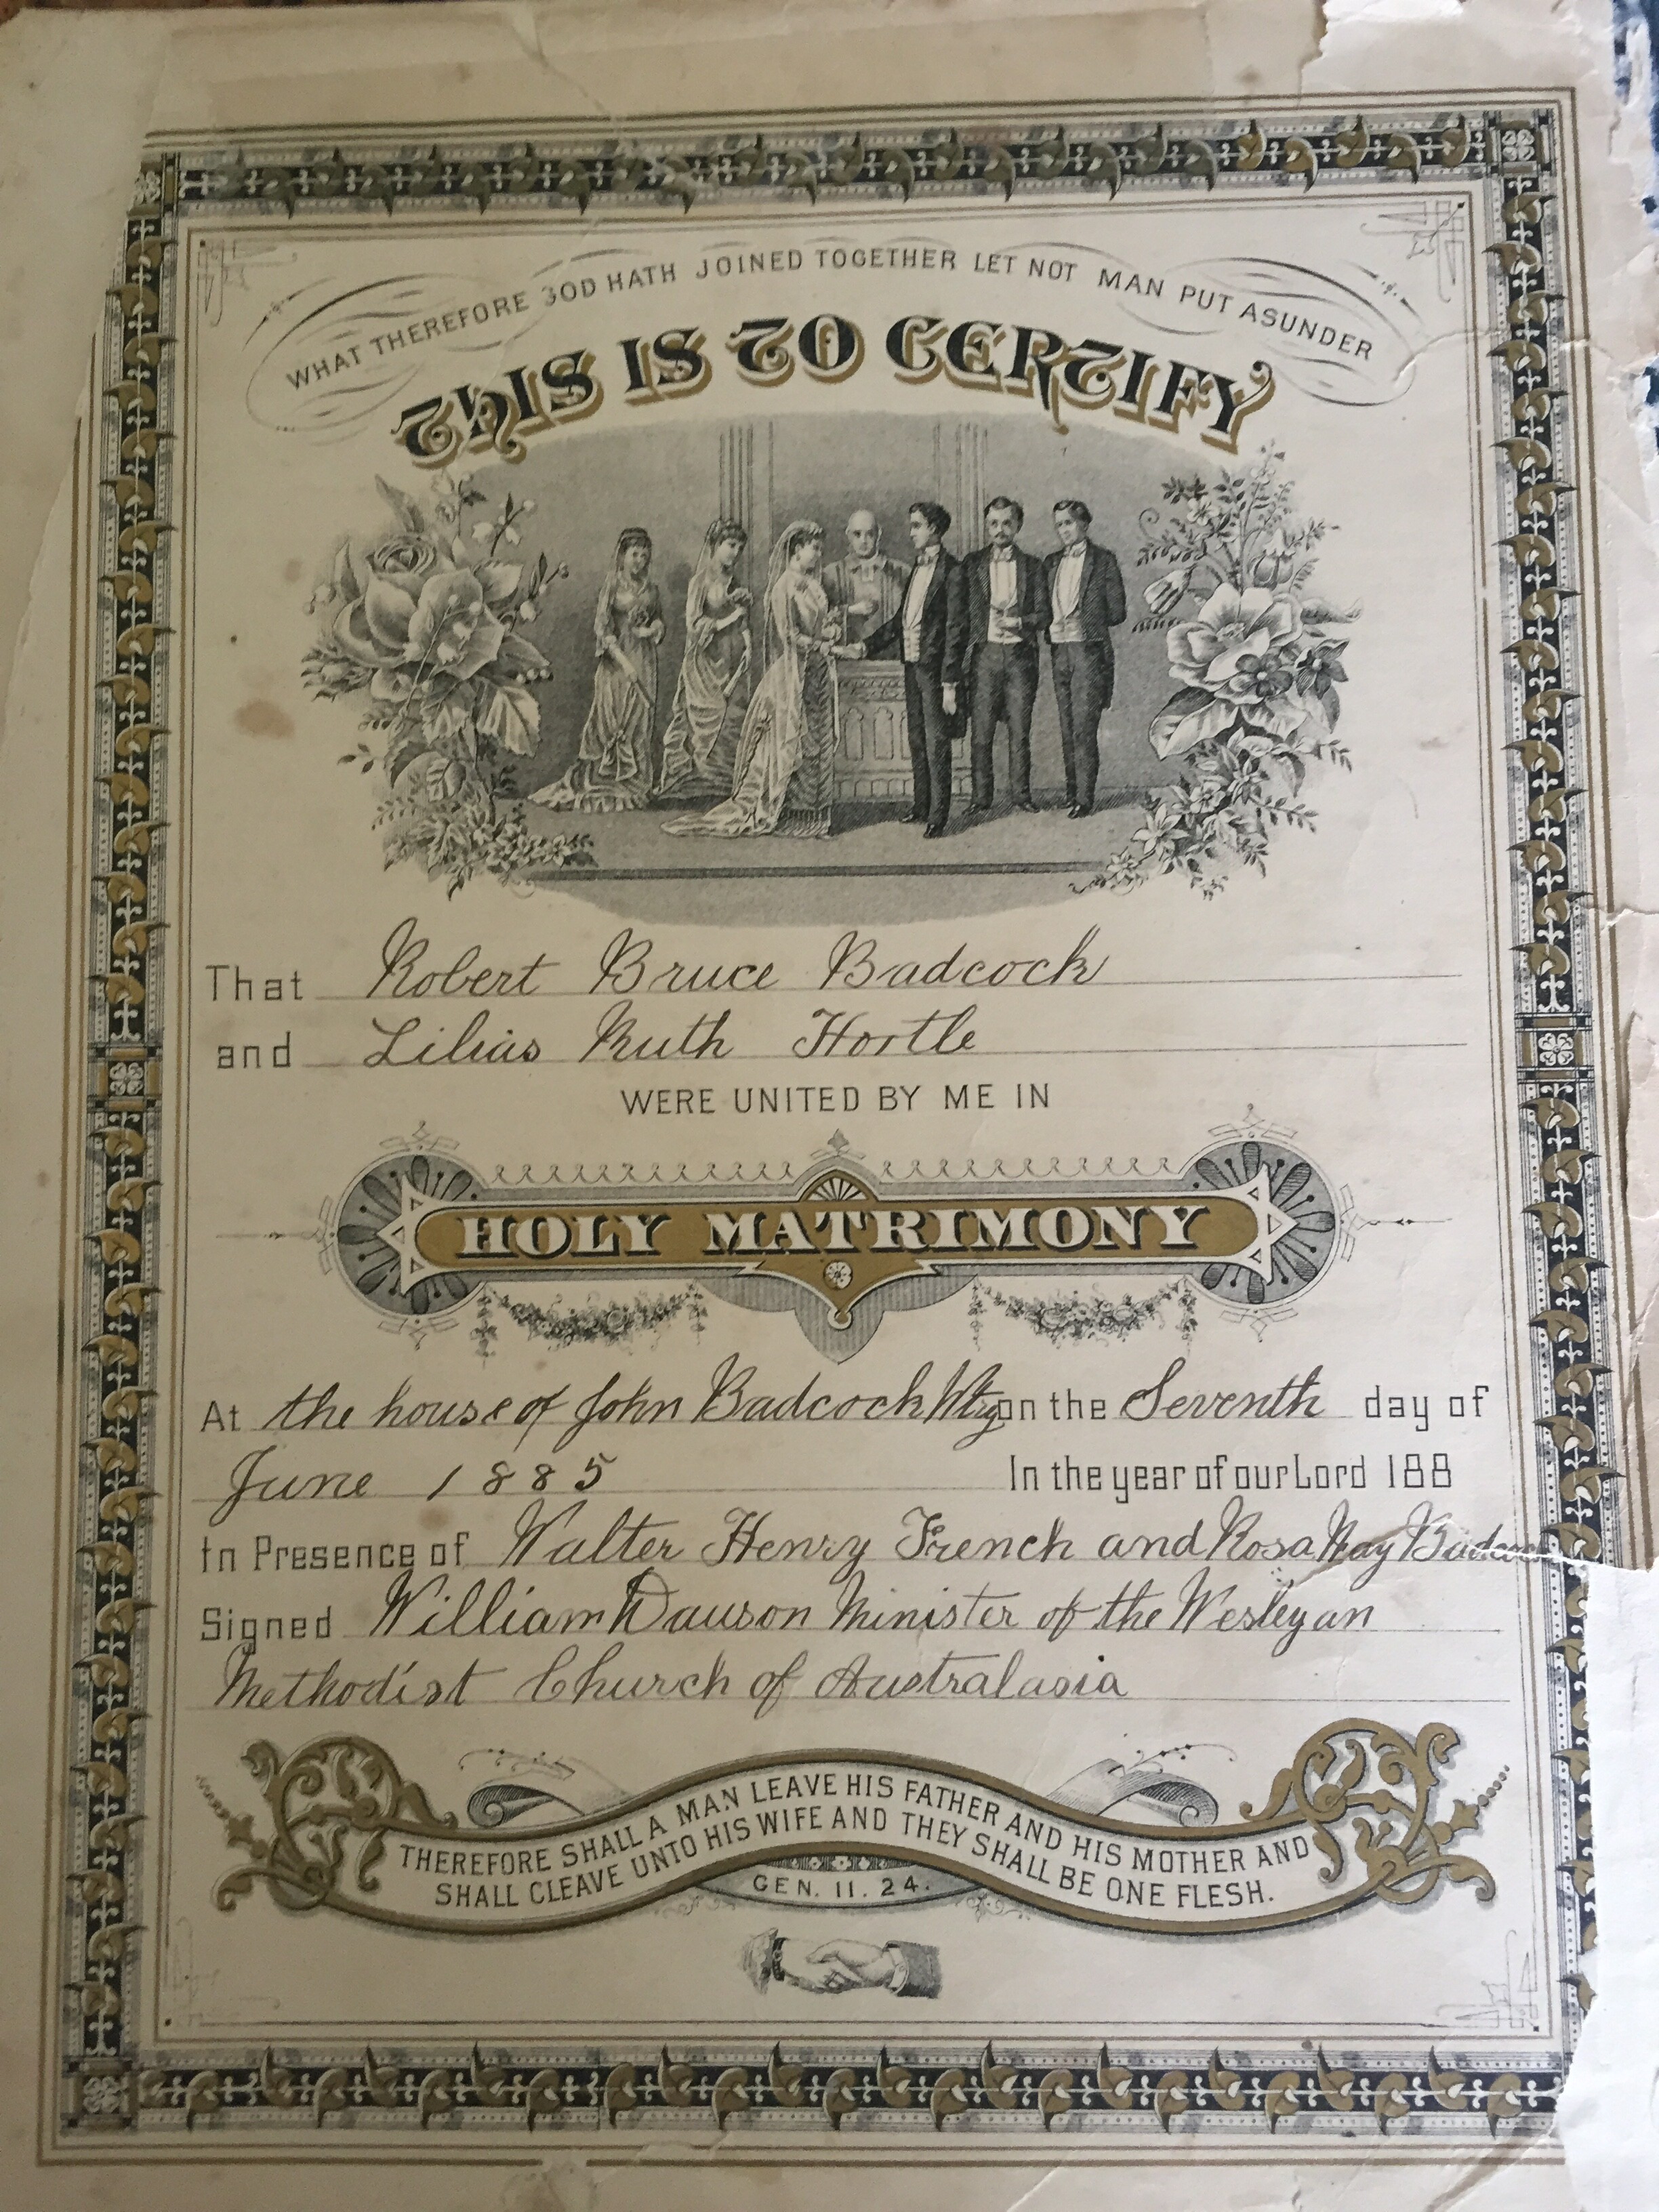 WHAT THEREFORE GOD HATH JOINED TOGETHER LET NOT MAN PUT ASUNDER
THIS IS TO CERTIFY
That Robert Bruce Badcock
and Lilias Ruth Hortle
WERE UNITED BY ME IN
HOLY MATRIMONY
At the house of John Badcock on the Seventh day of
June 1885 In the year of our Lord 188
In Presence of Walter Henry French and Rosa May Badcock
Signed William Dawson Minister of the Wesleyan
Methodist Church of Australasia
THEREFORE SHALL A MAN LEAVE HIS FATHER AND HIS MOTHER AND
SHALL CLEAVE UNTO HIS WIFE AND THEY SHALL BE ONE FLESH.
GEN. II. 24.